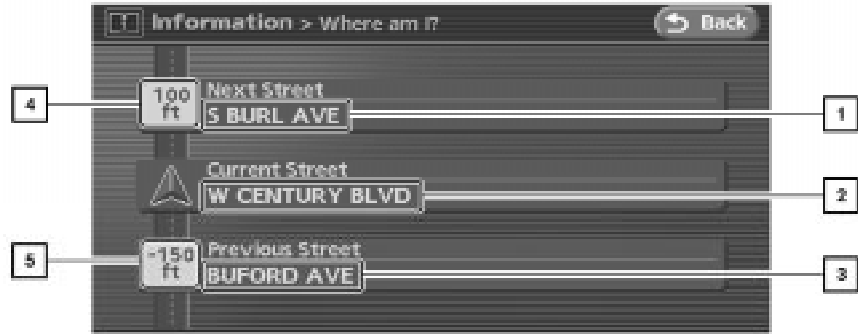 Information > Where am I?
Back
4
100 ft
Next Street
S BURL AVE
1
Current Street
W CENTURY BLVD
2
5
-150 ft
Previous Street
BUFORD AVE
3